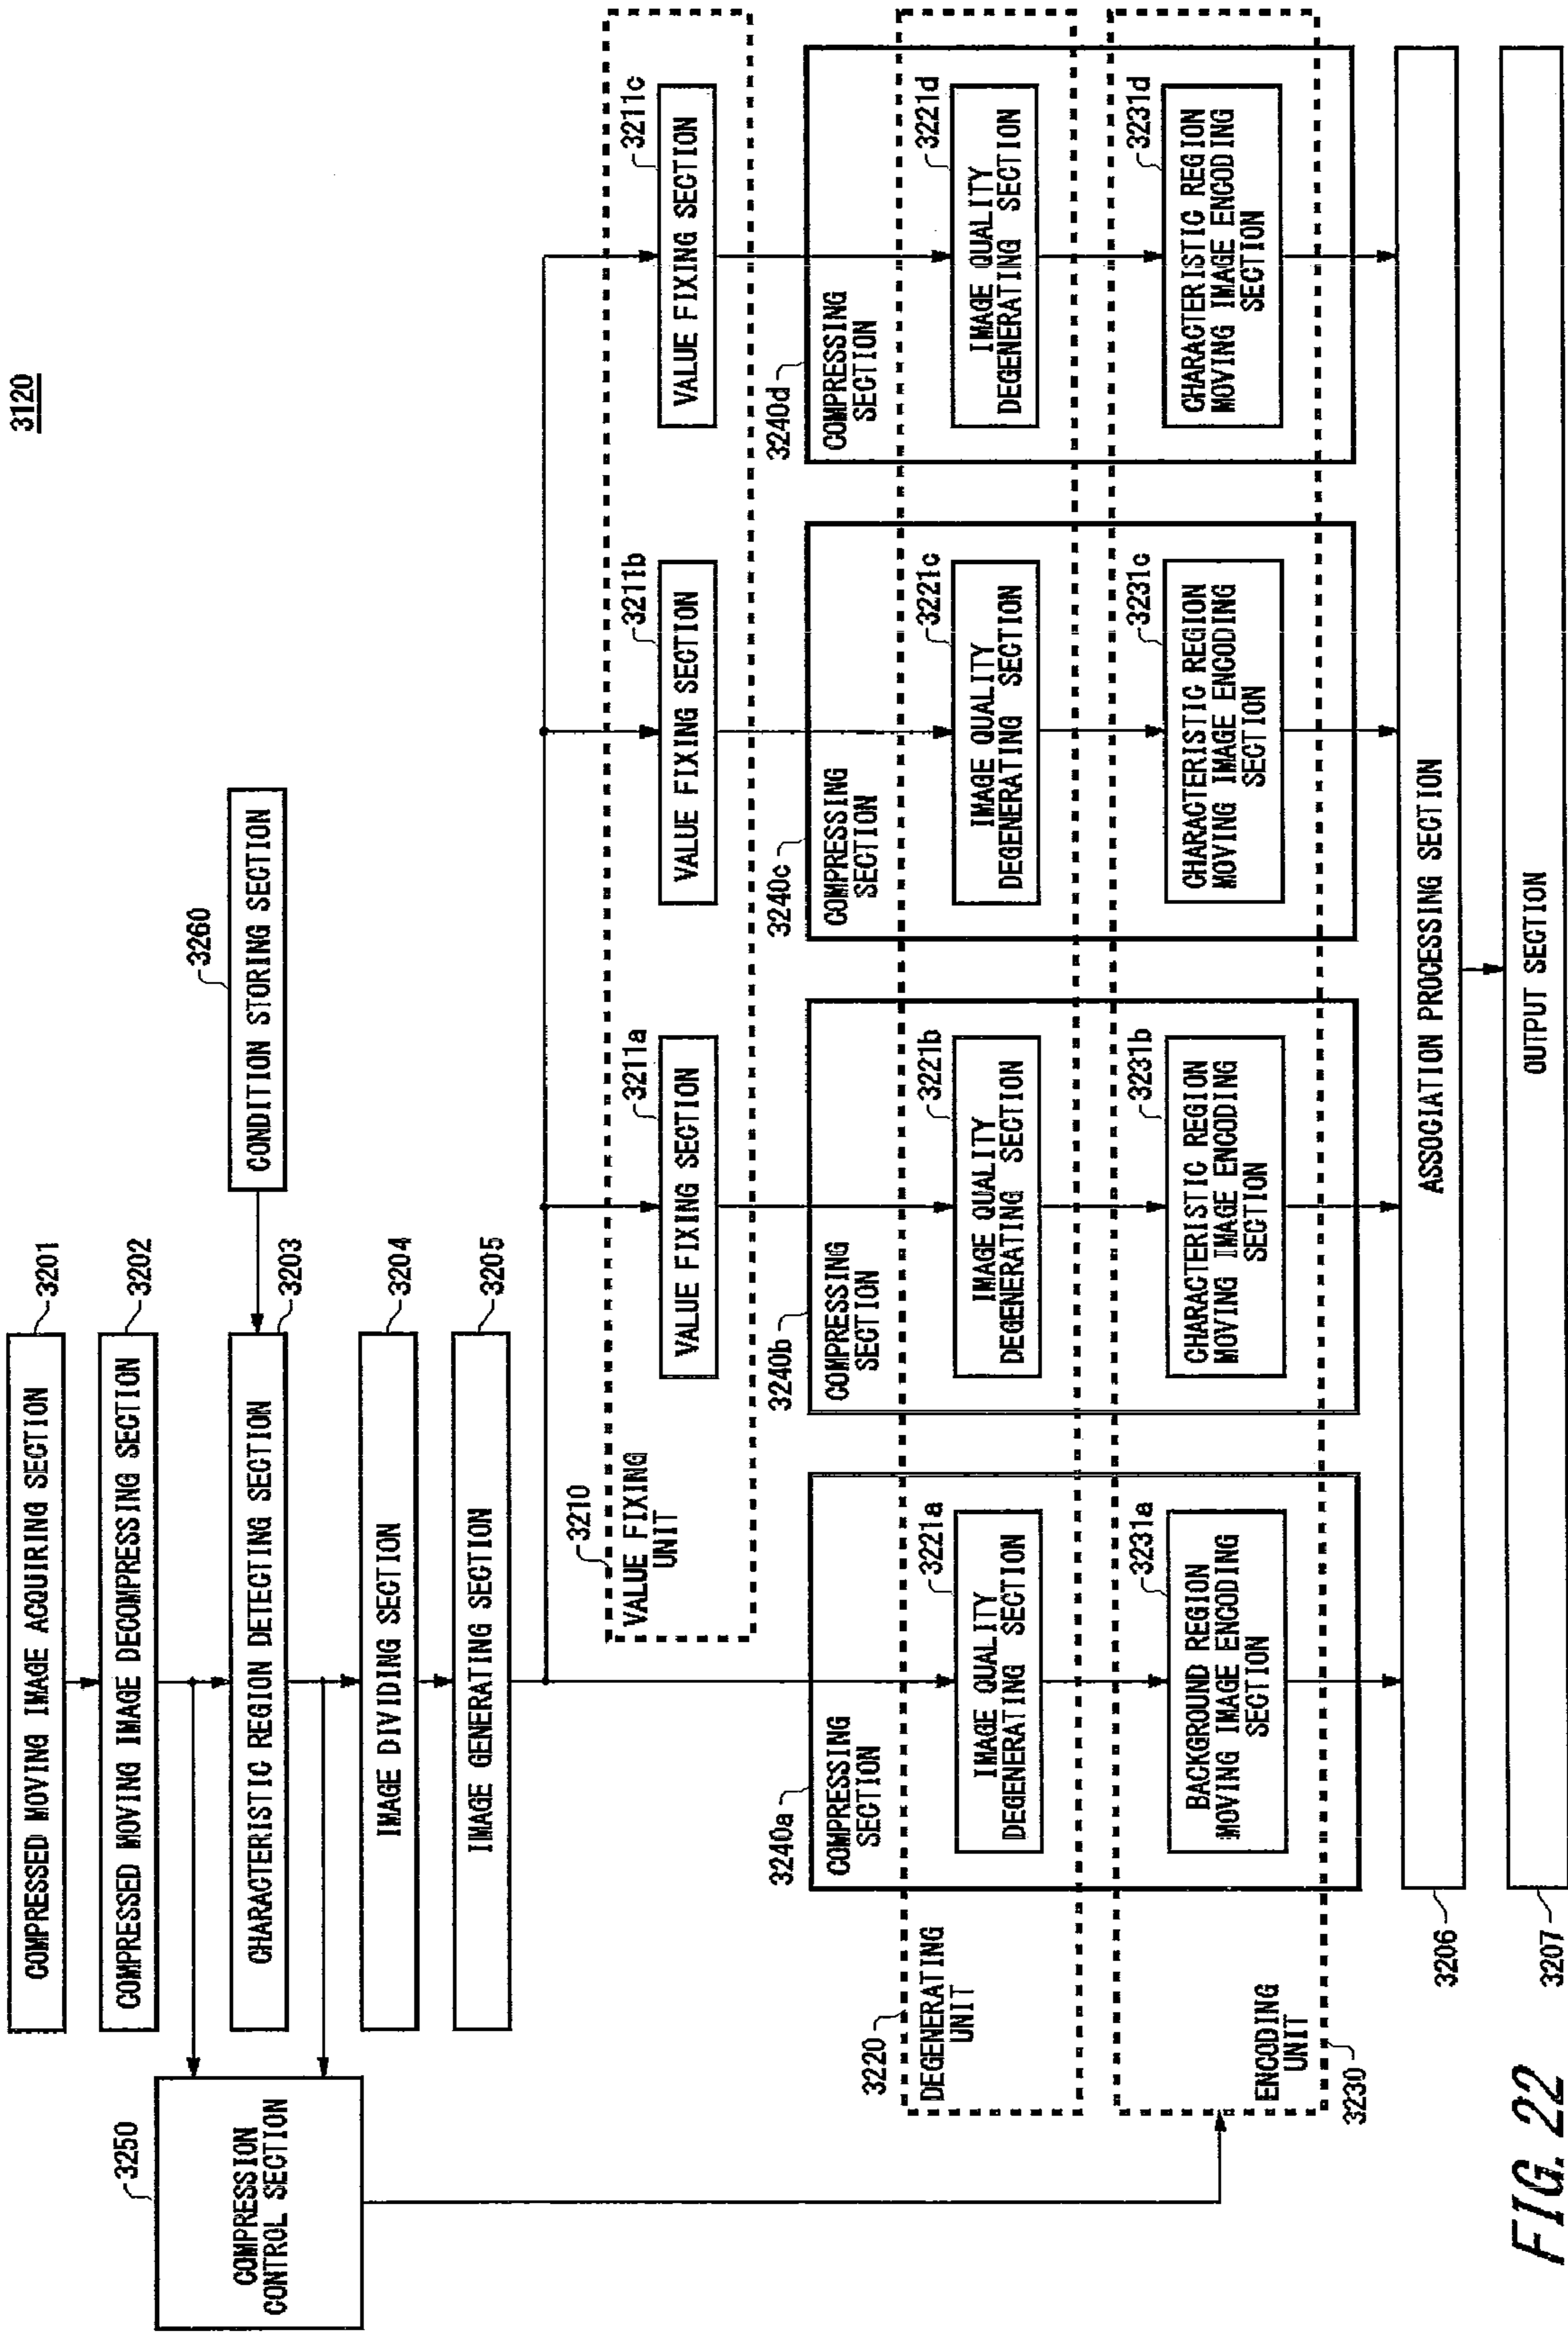 3120
COMPRESSED MOVING IMAGE ACQUIRING SECTION
3201
COMPRESSED MOVING IMAGE DECOMPRESSING SECTION
3202
3250
COMPRESSION
CONTROL SECTION
CHARACTERISTIC REGION DETECTING SECTION
3203
3260
CONDITION STORING SECTION
IMAGE DIVIDING SECTION
3204
IMAGE GENERATING SECTION
3205
3210
VALUE FIXING
UNIT
3211a
VALUE FIXING SECTION
3211b
VALUE FIXING SECTION
3211c
VALUE FIXING SECTION
3240a
COMPRESSING
SECTION
3240b
COMPRESSING
SECTION
3240c
COMPRESSING
SECTION
3240d
COMPRESSING
SECTION
3220
DEGENERATING
UNIT
3221a
IMAGE QUALITY
DEGENERATING SECTION
3221b
IMAGE QUALITY
DEGENERATING SECTION
3221c
IMAGE QUALITY
DEGENERATING SECTION
3221d
IMAGE QUALITY
DEGENERATING SECTION
3231a
BACKGROUND REGION
MOVING IMAGE ENCODING
SECTION
3231b
CHARACTERISTIC REGION
MOVING IMAGE ENCODING
SECTION
3231c
CHARACTERISTIC REGION
MOVING IMAGE ENCODING
SECTION
3231d
CHARACTERISTIC REGION
MOVING IMAGE ENCODING
SECTION
ENCODING
UNIT
3230
3206
ASSOCIATION PROCESSING SECTION
3207
OUTPUT SECTION
FIG. 22